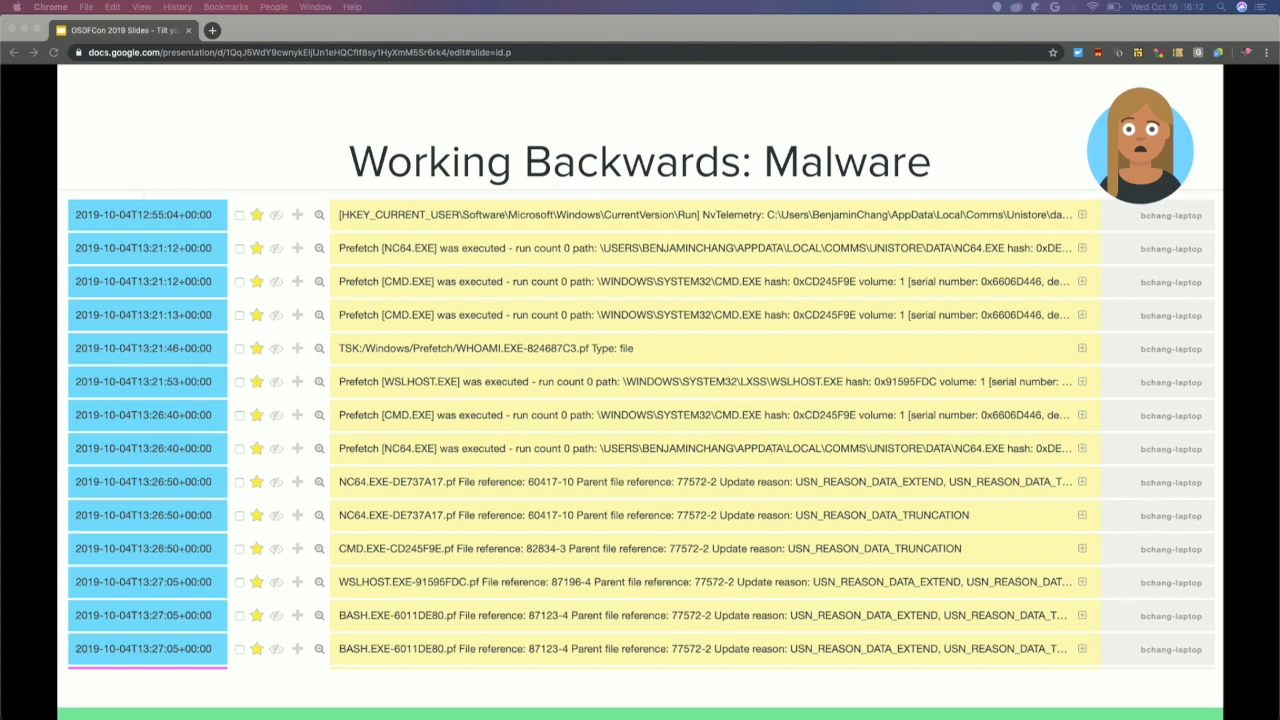 Chrome File Edit View History Bookmarks People Window Help Wed Oct 16 16:12
OSDFCon 2019 Slides - Tilt yo
docs.google.com/presentation/d/1QqJ5WdY9cwnykEljlJn1eHQCfIf8sy1HyXmM5Sr6rk4/edit#slide=id.p
Working Backwards: Malware
2019-10-04T12:55:04+00:00 [HKEY_CURRENT_USER\Software\Microsoft\Windows\CurrentVersion\Run] NvTelemetry: C:\Users\BenjaminChang\AppData\Local\Comms\Unistore\da... bchang-laptop
2019-10-04T13:21:12+00:00 Prefetch [NC64.EXE] was executed - run count 0 path: \USERS\BENJAMINCHANG\APPDATA\LOCAL\COMMS\UNISTORE\DATA\NC64.EXE hash: 0xDE... bchang-laptop
2019-10-04T13:21:12+00:00 Prefetch [CMD.EXE] was executed - run count 0 path: \WINDOWS\SYSTEM32\CMD.EXE hash: 0xCD245F9E volume: 1 [serial number: 0x6606D446, de... bchang-laptop
2019-10-04T13:21:13+00:00 Prefetch [CMD.EXE] was executed - run count 0 path: \WINDOWS\SYSTEM32\CMD.EXE hash: 0xCD245F9E volume: 1 [serial number: 0x6606D446, de... bchang-laptop
2019-10-04T13:21:46+00:00 TSK:/Windows/Prefetch/WHOAMI.EXE-824687C3.pf Type: file bchang-laptop
2019-10-04T13:21:53+00:00 Prefetch [WSLHOST.EXE] was executed - run count 0 path: \WINDOWS\SYSTEM32\LXSS\WSLHOST.EXE hash: 0x91595FDC volume: 1 [serial number: ... bchang-laptop
2019-10-04T13:26:40+00:00 Prefetch [CMD.EXE] was executed - run count 0 path: \WINDOWS\SYSTEM32\CMD.EXE hash: 0xCD245F9E volume: 1 [serial number: 0x6606D446, de... bchang-laptop
2019-10-04T13:26:40+00:00 Prefetch [NC64.EXE] was executed - run count 0 path: \USERS\BENJAMINCHANG\APPDATA\LOCAL\COMMS\UNISTORE\DATA\NC64.EXE hash: 0xDE... bchang-laptop
2019-10-04T13:26:50+00:00 NC64.EXE-DE737A17.pf File reference: 60417-10 Parent file reference: 77572-2 Update reason: USN_REASON_DATA_EXTEND, USN_REASON_DATA_T... bchang-laptop
2019-10-04T13:26:50+00:00 NC64.EXE-DE737A17.pf File reference: 60417-10 Parent file reference: 77572-2 Update reason: USN_REASON_DATA_TRUNCATION bchang-laptop
2019-10-04T13:26:50+00:00 CMD.EXE-CD245F9E.pf File reference: 82834-3 Parent file reference: 77572-2 Update reason: USN_REASON_DATA_TRUNCATION bchang-laptop
2019-10-04T13:27:05+00:00 WSLHOST.EXE-91595FDC.pf File reference: 87196-4 Parent file reference: 77572-2 Update reason: USN_REASON_DATA_EXTEND, USN_REASON_DAT... bchang-laptop
2019-10-04T13:27:05+00:00 BASH.EXE-6011DE80.pf File reference: 87123-4 Parent file reference: 77572-2 Update reason: USN_REASON_DATA_EXTEND, USN_REASON_DATA_T... bchang-laptop
2019-10-04T13:27:05+00:00 BASH.EXE-6011DE80.pf File reference: 87123-4 Parent file reference: 77572-2 Update reason: USN_REASON_DATA_EXTEND, USN_REASON_DATA_T... bchang-laptop